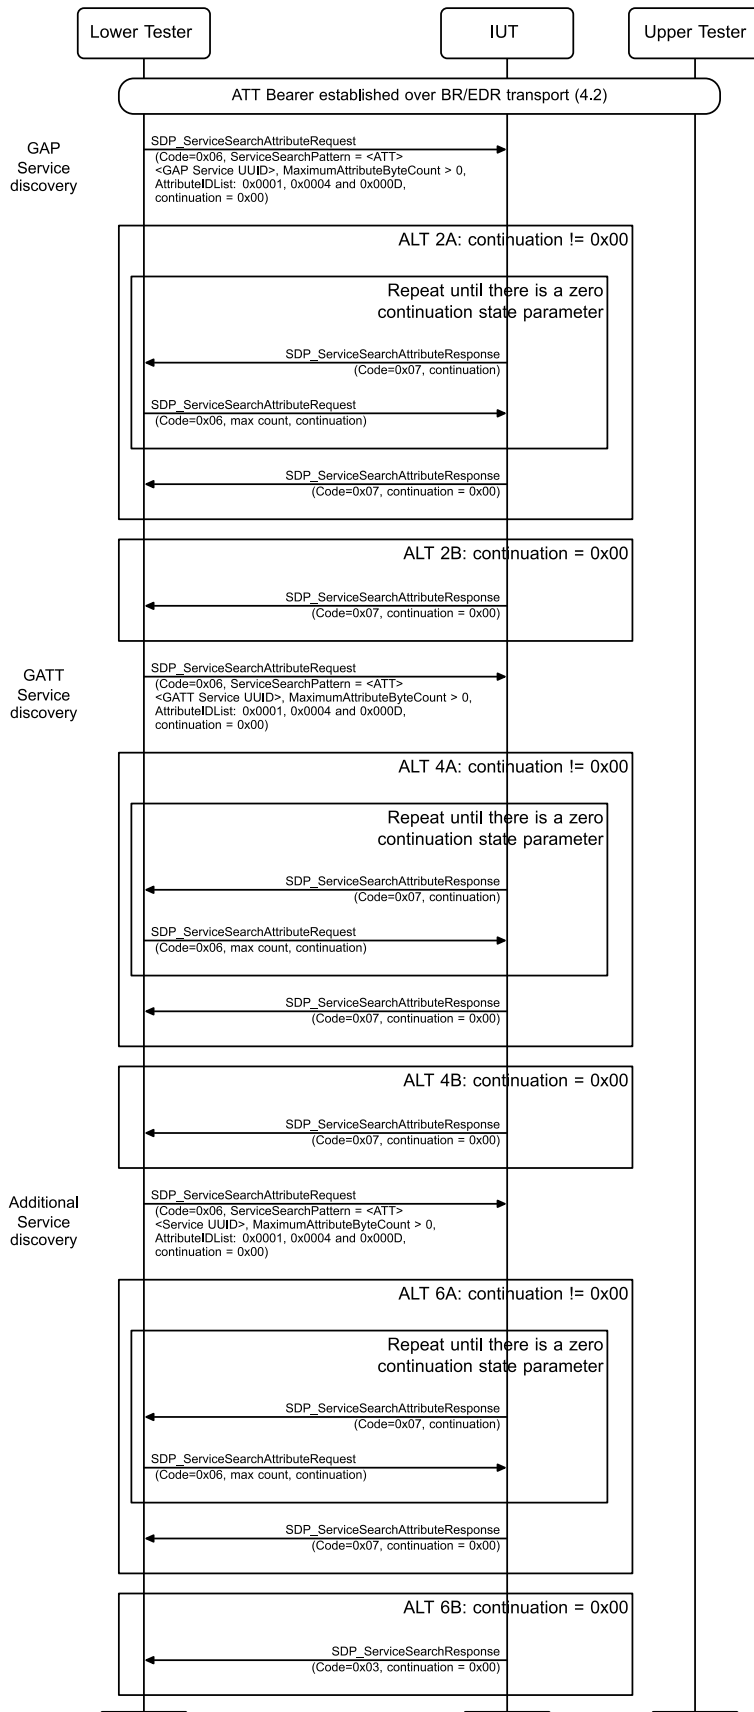 Lower Tester
IUT
Upper Tester
ATT Bearer established over BR/EDR transport (4.2)
GAP
Service
discovery
SDP_ServiceSearchAttributeRequest
(Code=0x06, ServiceSearchPattern = <ATT>
<GAP Service UUID>, MaximumAttributeByteCount > 0,
AttributeIDList: 0x0001, 0x0004 and 0x000D,
continuation = 0x00)
ALT 2A: continuation != 0x00
Repeat until there is a zero
continuation state parameter
SDP_ServiceSearchAttributeResponse
(Code=0x07, continuation)
SDP_ServiceSearchAttributeRequest
(Code=0x06, max count, continuation)
SDP_ServiceSearchAttributeResponse
(Code=0x07, continuation = 0x00)
ALT 2B: continuation = 0x00
SDP_ServiceSearchAttributeResponse
(Code=0x07, continuation = 0x00)
GATT
Service
discovery
SDP_ServiceSearchAttributeRequest
(Code=0x06, ServiceSearchPattern = <ATT>
<GATT Service UUID>, MaximumAttributeByteCount > 0,
AttributeIDList: 0x0001, 0x0004 and 0x000D,
continuation = 0x00)
ALT 4A: continuation != 0x00
Repeat until there is a zero
continuation state parameter
SDP_ServiceSearchAttributeResponse
(Code=0x07, continuation)
SDP_ServiceSearchAttributeRequest
(Code=0x06, max count, continuation)
SDP_ServiceSearchAttributeResponse
(Code=0x07, continuation = 0x00)
ALT 4B: continuation = 0x00
SDP_ServiceSearchAttributeResponse
(Code=0x07, continuation = 0x00)
Additional
Service
discovery
SDP_ServiceSearchAttributeRequest
(Code=0x06, ServiceSearchPattern = <ATT>
<Service UUID>, MaximumAttributeByteCount > 0,
AttributeIDList: 0x0001, 0x0004 and 0x000D,
continuation = 0x00)
ALT 6A: continuation != 0x00
Repeat until there is a zero
continuation state parameter
SDP_ServiceSearchAttributeResponse
(Code=0x07, continuation)
SDP_ServiceSearchAttributeRequest
(Code=0x06, max count, continuation)
SDP_ServiceSearchAttributeResponse
(Code=0x07, continuation = 0x00)
ALT 6B: continuation = 0x00
SDP_ServiceSearchResponse
(Code=0x03, continuation = 0x00)